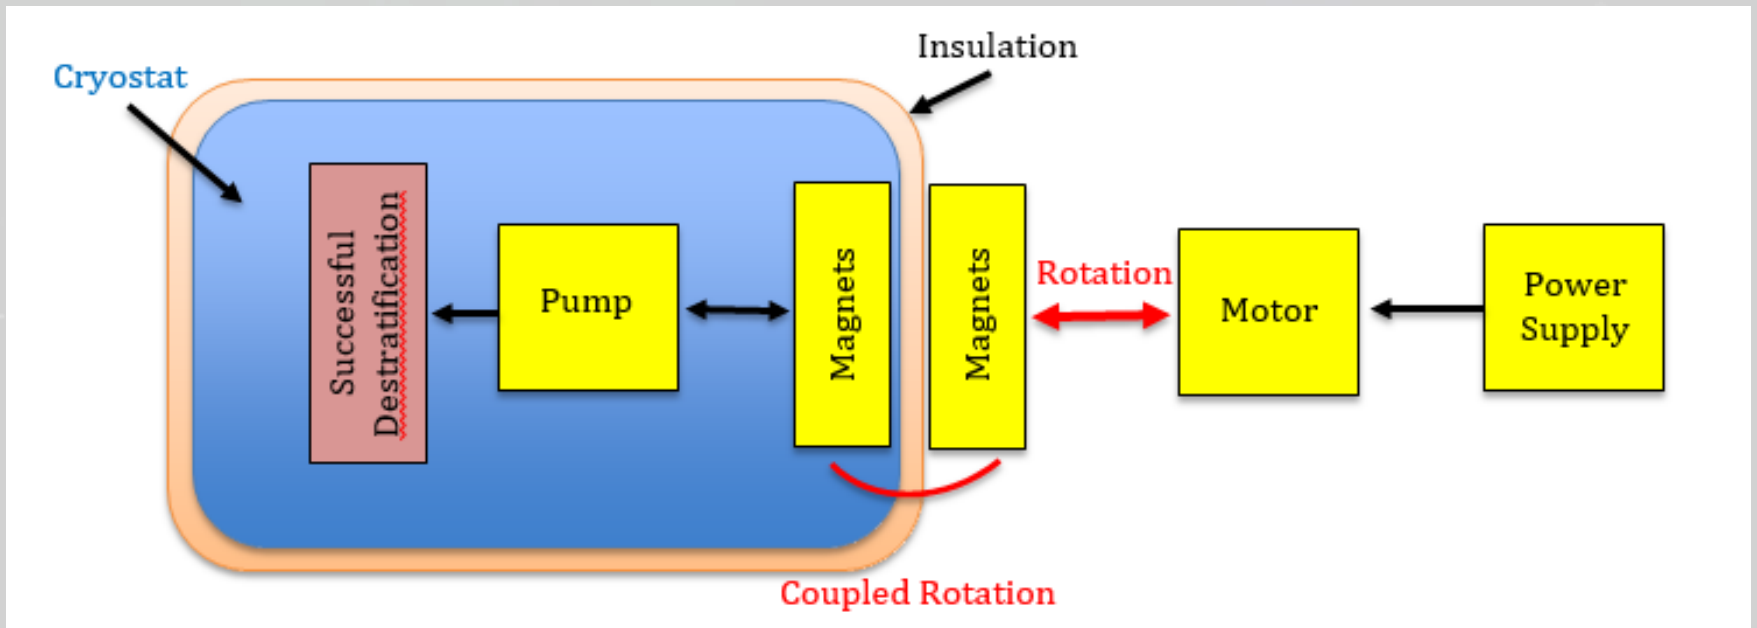 Insulation
Cryostat
Successful
Destratification
Pump
Magnets
Magnets
Rotation
Motor
Power
Supply
Coupled Rotation